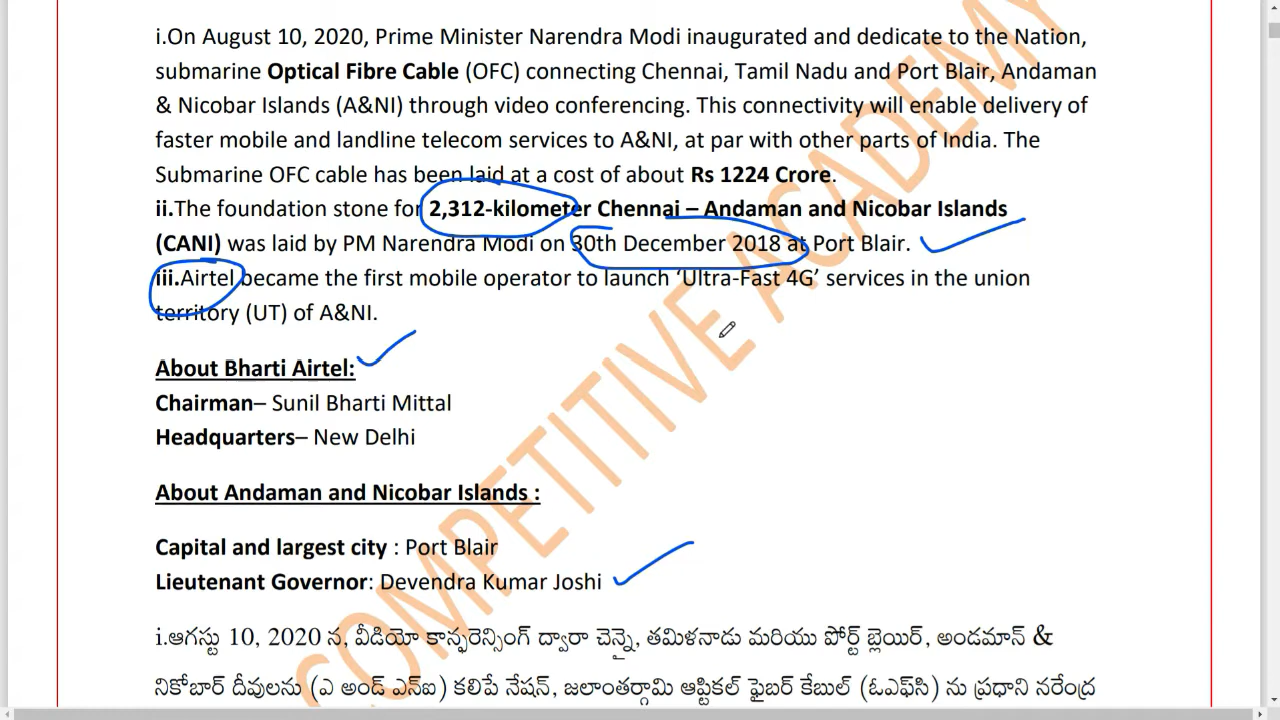 i.On August 10, 2020, Prime Minister Narendra Modi inaugurated and dedicate to the Nation,
submarine Optical Fibre Cable (OFC) connecting Chennai, Tamil Nadu and Port Blair, Andaman
& Nicobar Islands (A&NI) through video conferencing. This connectivity will enable delivery of
faster mobile and landline telecom services to A&NI, at par with other parts of India. The
Submarine OFC cable has been laid at a cost of about Rs 1224 Crore.
ii.The foundation stone for 2,312-kilometer Chennai – Andaman and Nicobar Islands
(CANI) was laid by PM Narendra Modi on 30th December 2018 at Port Blair.
iii.Airtel became the first mobile operator to launch ‘Ultra-Fast 4G’ services in the union
territory (UT) of A&NI.
About Bharti Airtel:
Chairman– Sunil Bharti Mittal
Headquarters– New Delhi
About Andaman and Nicobar Islands :
Capital and largest city : Port Blair
Lieutenant Governor: Devendra Kumar Joshi
i.ఆగస్టు 10, 2020 న, వీడియో కాన్ఫరెన్సింగ్ ద్వారా చెన్నై, తమిళనాడు మరియు పోర్ట్ బ్లెయిర్, అండమాన్ &
నికోబార్ దీవులను (ఎ అండ్ ఎన్ఐ) కలిపే నేషన్, జలాంతర్గామి ఆప్టికల్ ఫైబర్ కేబుల్ (ఓఎఫ్‌సి) ను ప్రధాని నరేంద్ర
COMPETITIVE ACADEMY